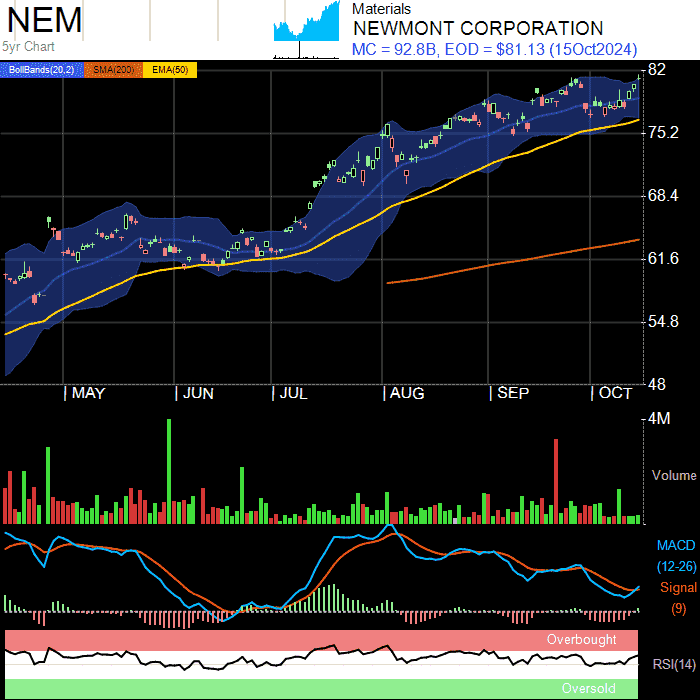 NEM
5yr Chart
Materials
NEWMONT CORPORATION
MC = 92.8B, EOD = $81.13 (15Oct2024)
BollBands(20,2) SMA(200) EMA(50)
82
75.2
68.4
61.6
54.8
48
| MAY | JUN | JUL | AUG | SEP | OCT
4M
Volume
MACD
(12-26)
Signal
(9)
Overbought
RSI(14)
Oversold